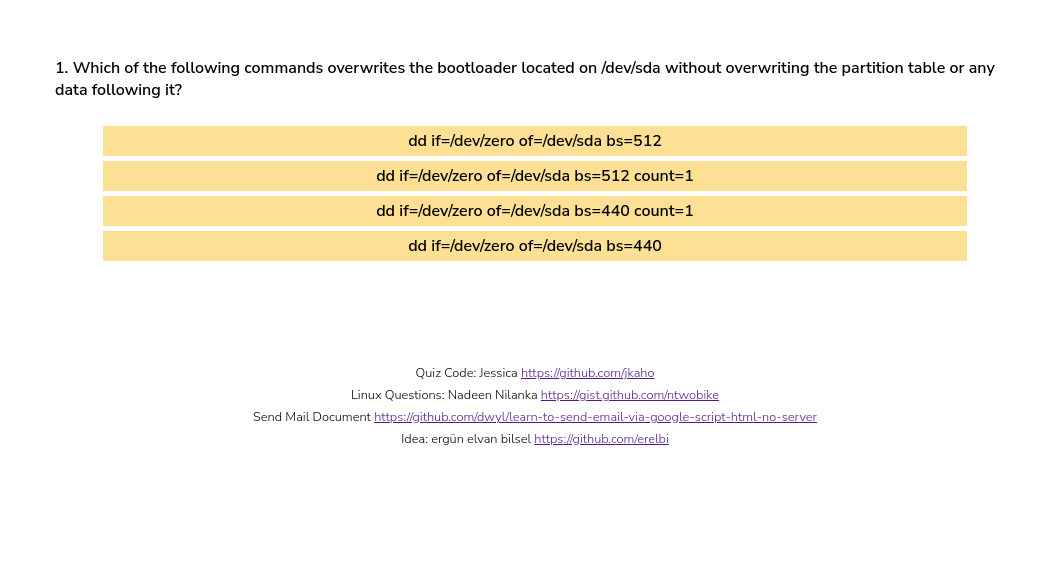 1. Which of the following commands overwrites the bootloader located on /dev/sda without overwriting the partition table or any
data following it?
dd if=/dev/zero of=/dev/sda bs=512
dd if=/dev/zero of=/dev/sda bs=512 count=1
dd if=/dev/zero of=/dev/sda bs=440 count=1
dd if=/dev/zero of=/dev/sda bs=440
Quiz Code: Jessica https://github.com/jkaho
Linux Questions: Nadeen Nilanka https://gist.github.com/ntwobike
Send Mail Document https://github.com/dwyl/learn-to-send-email-via-google-script-html-no-server
Idea: ergün elvan bilsel https://github.com/erelbi